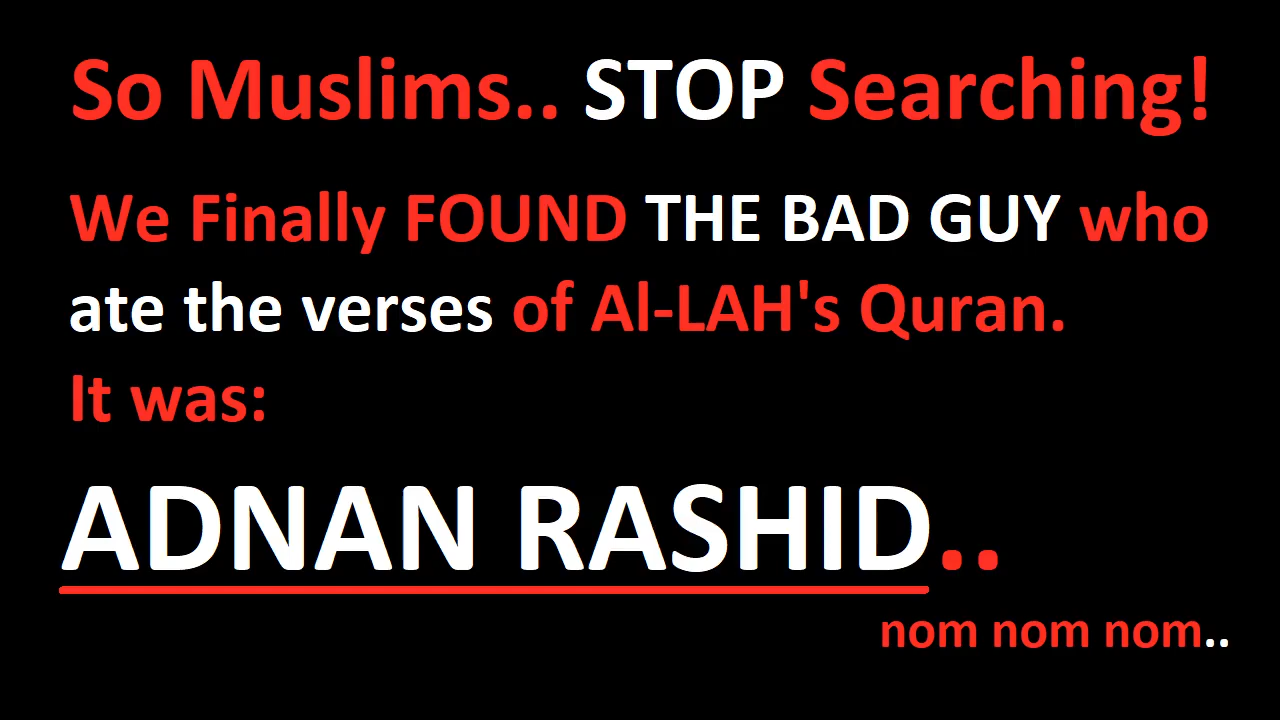 So Muslims.. STOP Searching!
We Finally FOUND THE BAD GUY who
ate the verses of Al-LAH's Quran.
It was:
ADNAN RASHID..
nom nom nom..